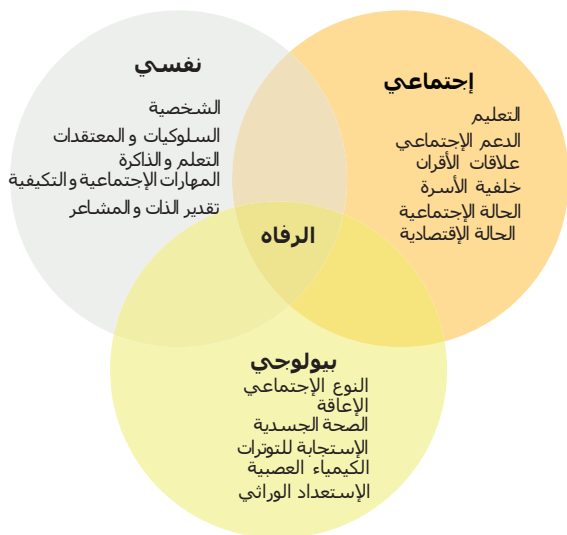 إجتماعي
التعليم
الدعم الإجتماعي
علاقات الأقران
خلفية الأسرة
الحالة الإجتماعية
الحالة الإقتصادية
نفسي
الشخصية
السلوكيات والمعتقدات
التعلم والذاكرة
المهارات الإجتماعية والتكيفية
تقدير الذات والمشاعر
الرفاه
بيولوجي
النوع الإجتماعي
الإعاقة
الصحة الجسدية
الإستجابة للتوترات
الكيمياء العصبية
الإستعداد الوراثي